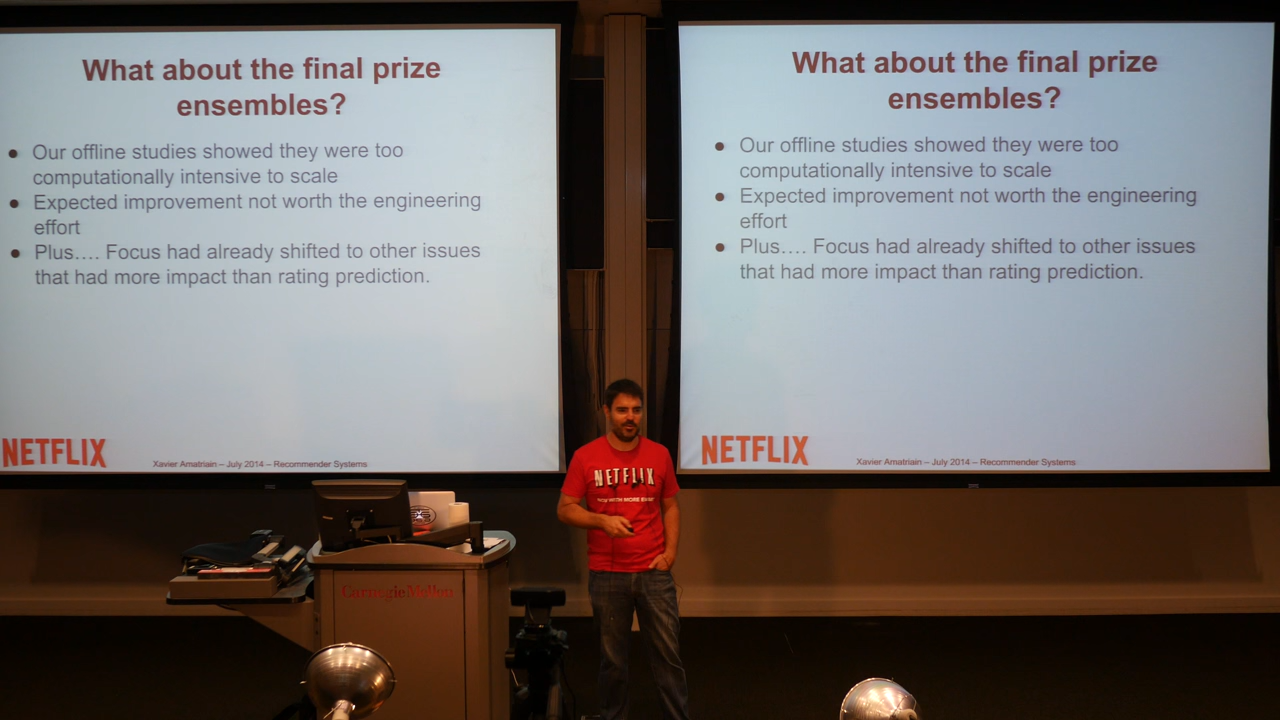 What about the final prize
ensembles?
● Our offline studies showed they were too
computationally intensive to scale
● Expected improvement not worth the engineering
effort
● Plus.... Focus had already shifted to other issues
that had more impact than rating prediction.
NETFLIX
Xavier Amatriain – July 2014 – Recommender Systems
What about the final prize
ensembles?
● Our offline studies showed they were too
computationally intensive to scale
● Expected improvement not worth the engineering
effort
● Plus.... Focus had already shifted to other issues
that had more impact than rating prediction.
NETFLIX
Xavier Amatriain – July 2014 – Recommender Systems
NETFLIX
WITH MORE
Carnegie Mellon